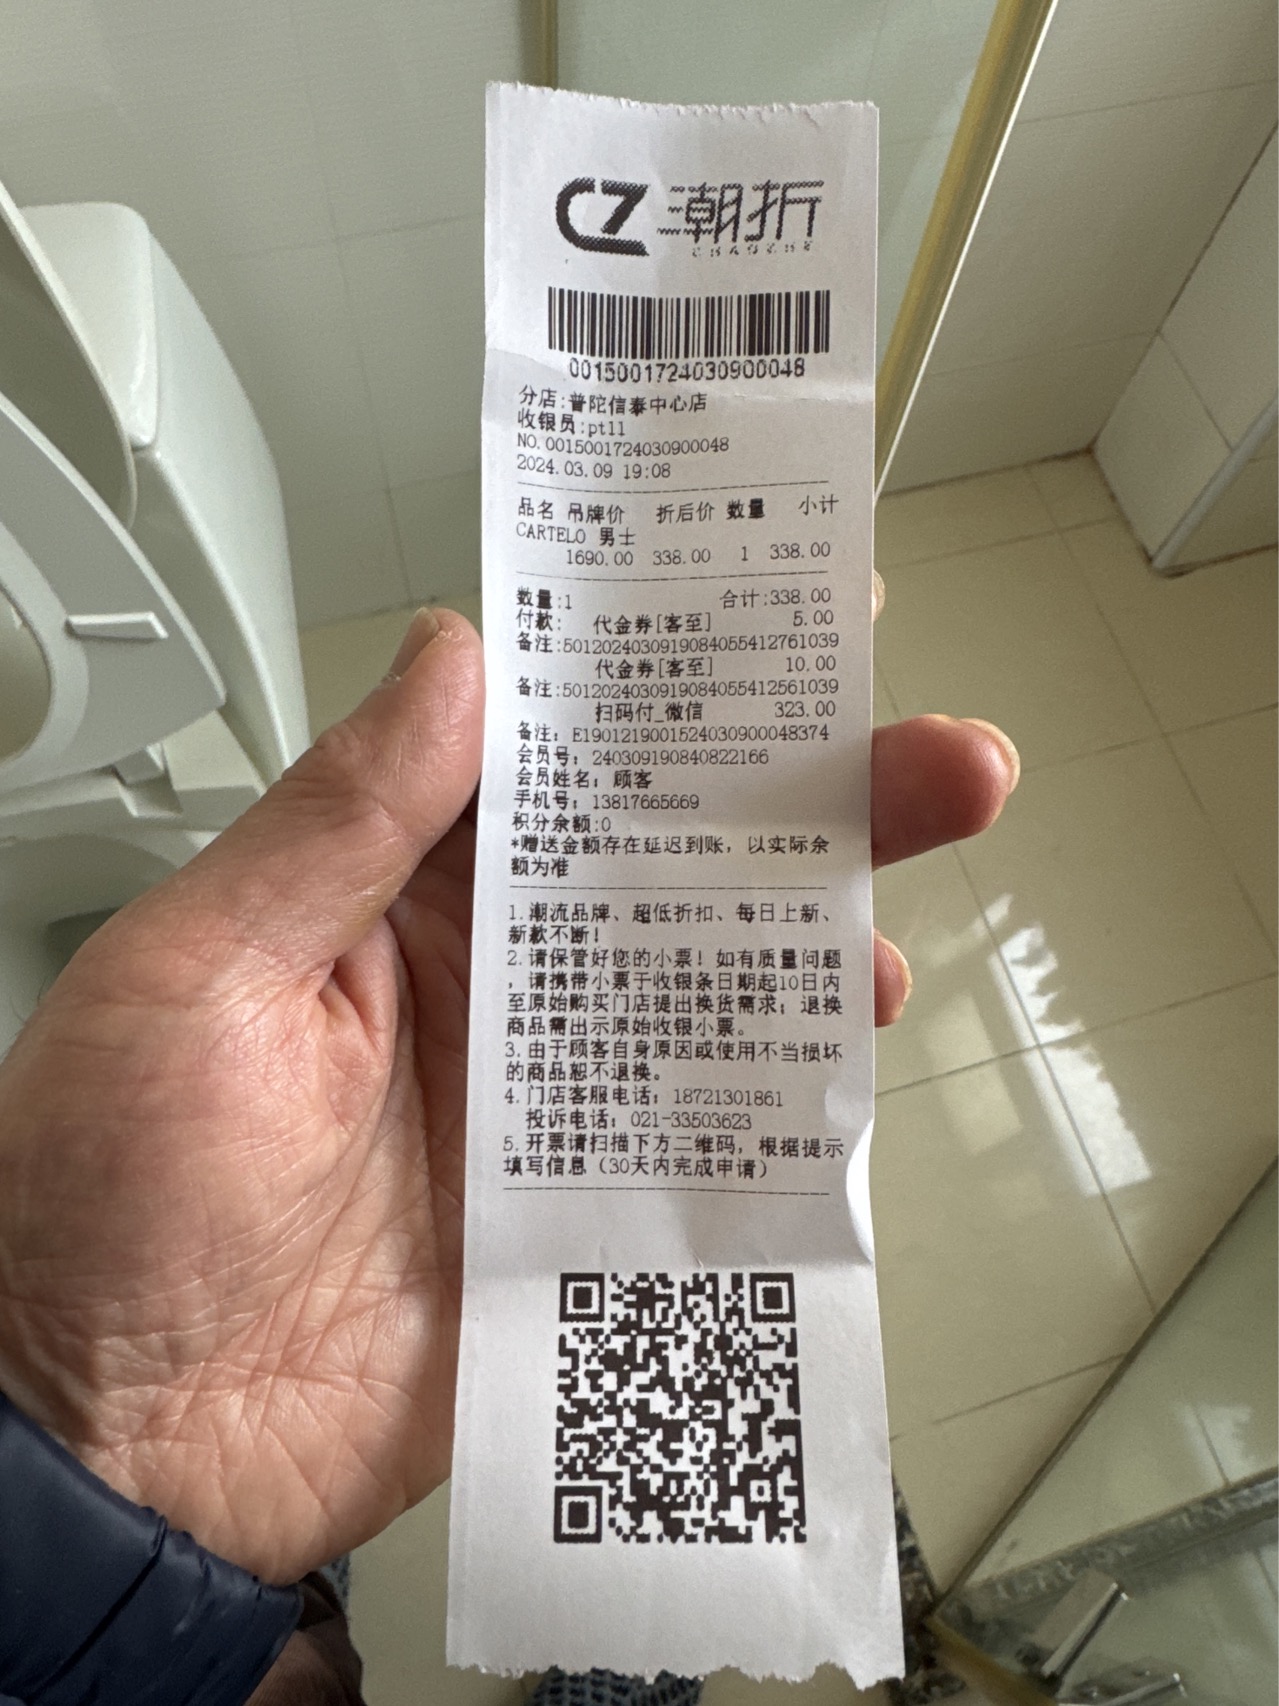 CZ 潮折
CHAOZHE
0015001724030900048
分店:普陀信泰中心店
收银员:pt11
NO.0015001724030900048
2024.03.09 19:08
品名 吊牌价 折后价 数量 小计
CARTELO 男士
1690.00 338.00 1 338.00
数量:1 合计:338.00
付款: 代金券[客至] 5.00
备注:5012024030919084055412761039
代金券[客至] 10.00
备注:5012024030919084055412561039
扫码付_微信 323.00
备注: E1901219001524030900048374
会员号: 240309190840822166
会员姓名: 顾客
手机号: 13817665669
积分余额:0
*赠送金额存在延迟到账，以实际余
额为准
1.潮流品牌、超低折扣、每日上新、
新款不断!
2.请保管好您的小票! 如有质量问题
，请携带小票于收银条日期起10日内
至原始购买门店提出换货需求; 退换
商品需出示原始收银小票。
3.由于顾客自身原因或使用不当损坏
的商品恕不退换。
4.门店客服电话: 18721301861
投诉电话: 021-33503623
5.开票请扫描下方二维码，根据提示
填写信息（30天内完成申请）